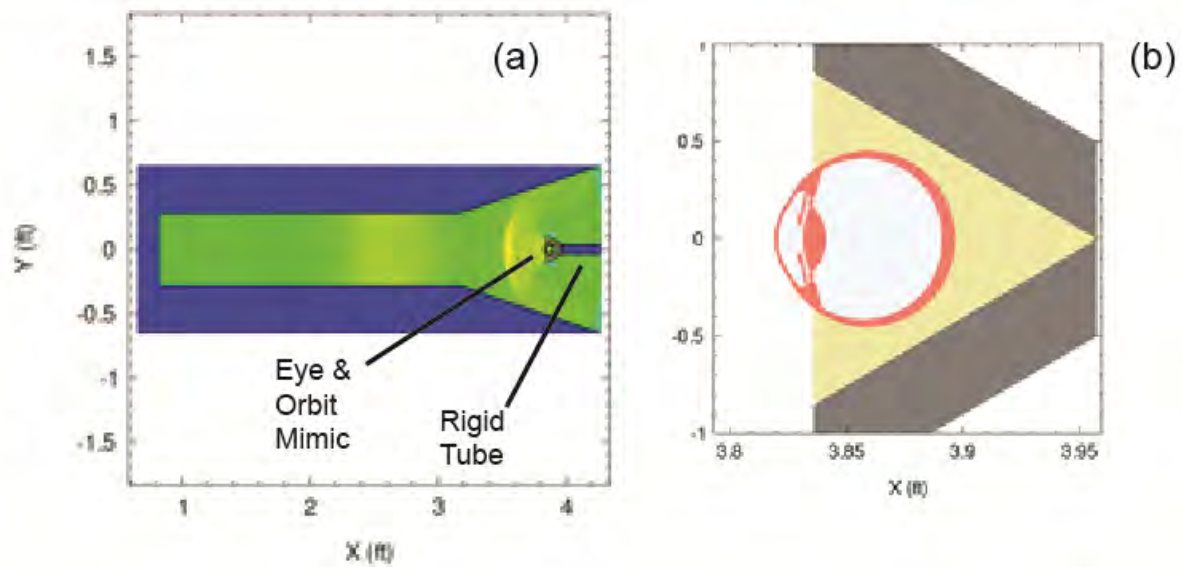 (a)
1.5
1
0.5
0
-0.5
-1
-1.5
Y (ft)
1
2
3
4
X (ft)
Eye &
Orbit
Mimic
Rigid
Tube
(b)
0.5
0
-0.5
-1
3.8
3.85
3.9
3.95
X (ft)